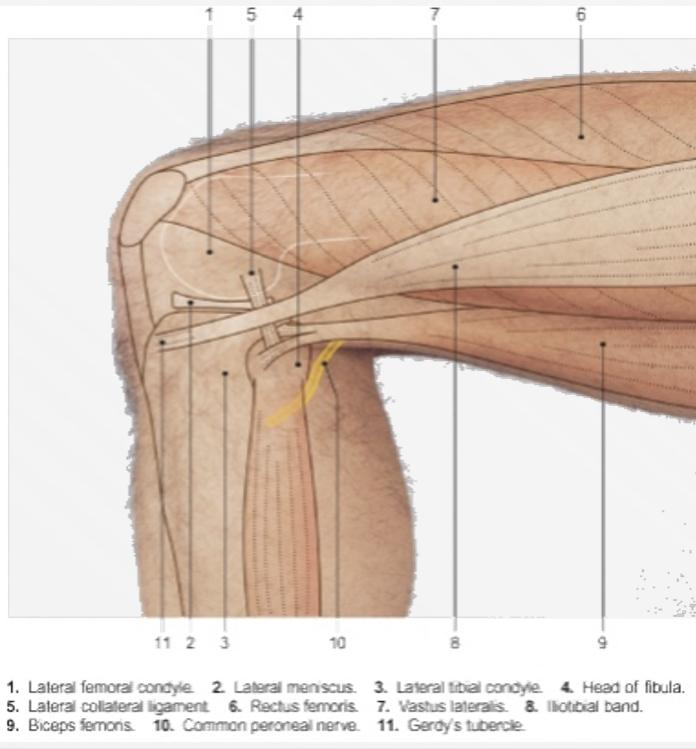 1 5 4 7 6
11 2 3 10 8 9
1. Lateral femoral condyle. 2. Lateral meniscus. 3. Lateral tibial condyle. 4. Head of fibula.
5. Lateral collateral ligament. 6. Rectus femoris. 7. Vastus lateralis. 8. Iliotibial band.
9. Biceps femoris. 10. Common peroneal nerve. 11. Gerdy's tubercle.